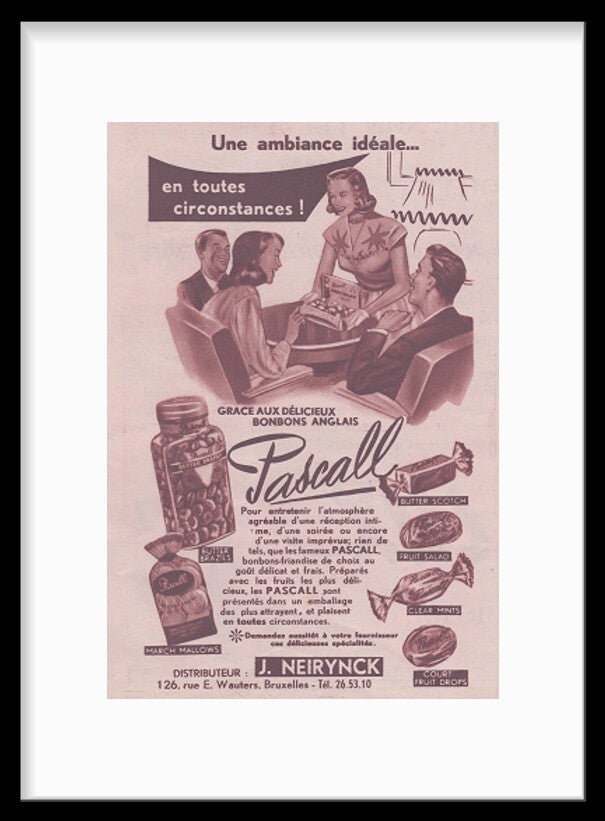 Une ambiance idéale...
en toutes
circonstances !
GRACE AUX DÉLICIEUX
BONBONS ANGLAIS
Pascall
Pour entretenir l'atmosphère
agréable d'une réception inti-
me, d'une soirée ou encore
d'une visite imprévue; rien de
tels, que les fameux PASCALL,
bonbons-friandise de choix au
goût délicat et frais. Préparés
avec les fruits les plus déli-
cieux, les PASCALL sont
présentés dans un emballage
des plus attrayent, et plaisent
en toutes circonstances.
Demandez aussitôt à votre fournisseur
ces délicieuses spécialités.
BUTTER
BRAZILS
Pascall
MARCH MALLOWS
BUTTER SCOTCH
FRUIT SALAD
CLEAR MINTS
COURT
FRUIT DROPS
DISTRIBUTEUR : J. NEIRYNCK
126, rue E. Wauters, Bruxelles - Tél. 26.53.10